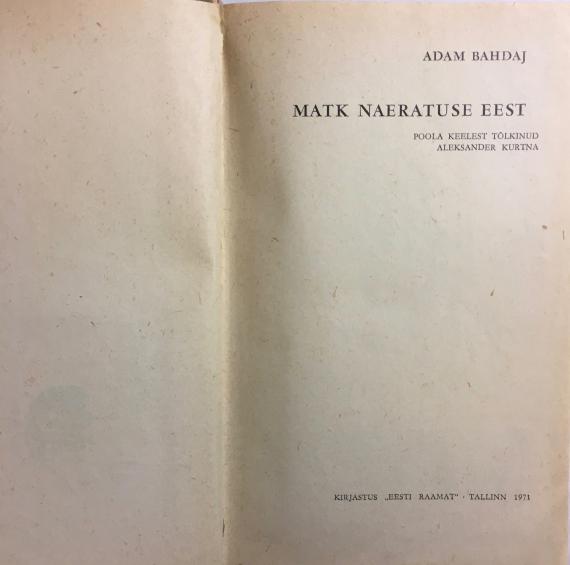 ADAM BAHDAJ
MATK NAERATUSE EEST
POOLA KEELEST TÕLKINUD
ALEKSANDER KURTNA
KIRJASTUS „EESTI RAAMAT“ · TALLINN 1971